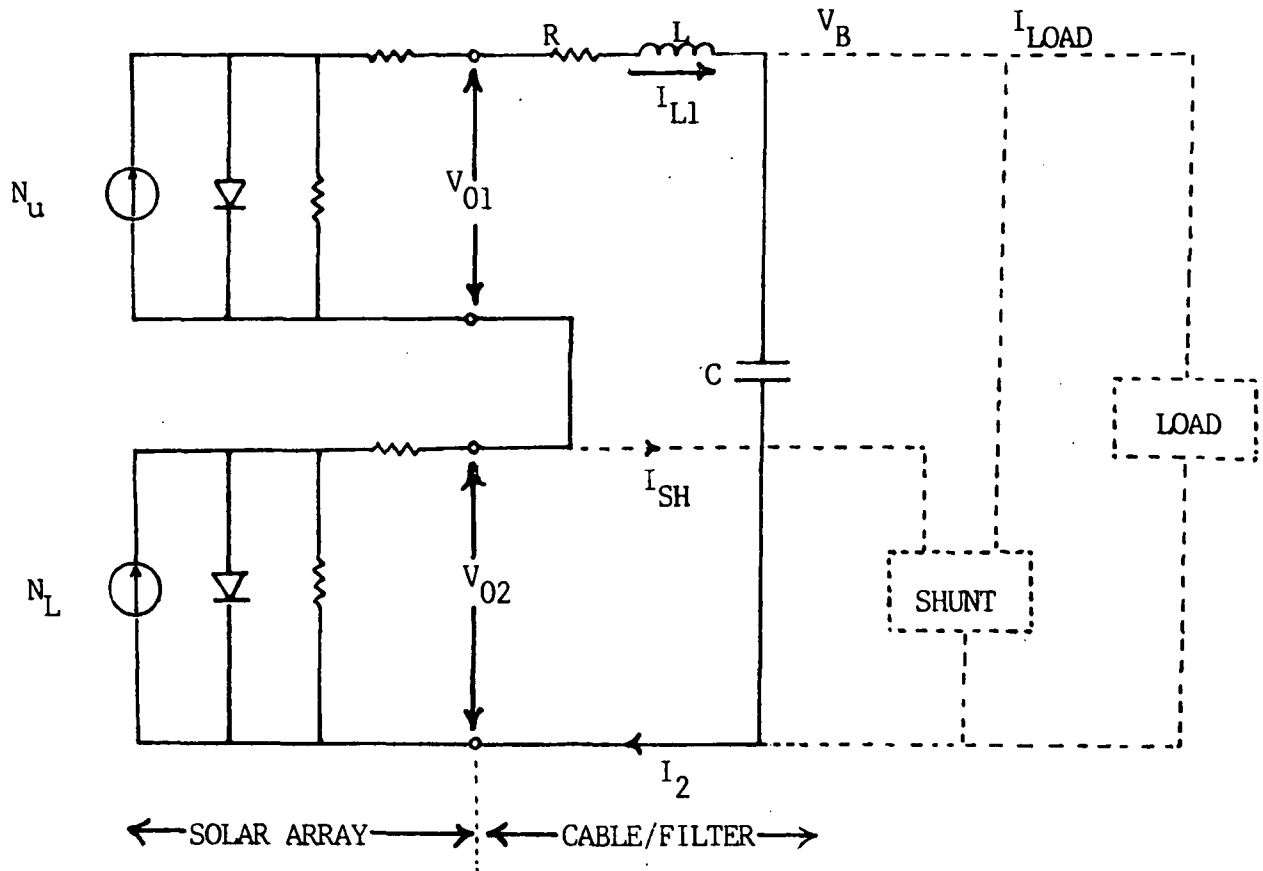 R
L
V_B
I_LOAD
I_L1
N_u
V_01
C
LOAD
I_SH
N_L
V_02
SHUNT
I_2
SOLAR ARRAY
CABLE/FILTER